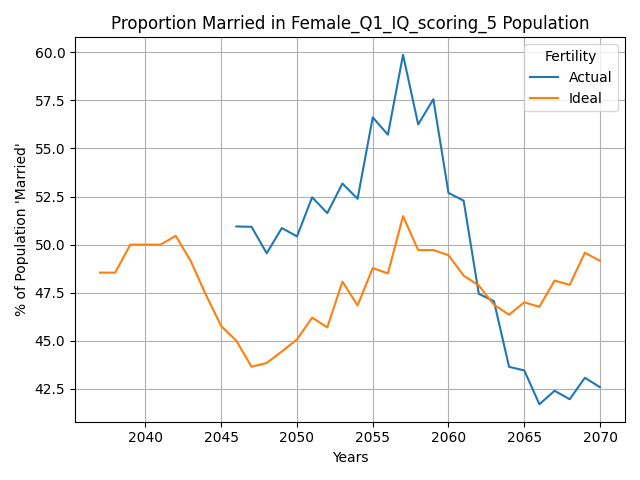 Proportion Married in Female_Q1_IQ_scoring_5 Population
Fertility
Actual
Ideal
% of Population 'Married'
60.0
57.5
55.0
52.5
50.0
47.5
45.0
42.5
2040
2045
2050
2055
2060
2065
2070
Years